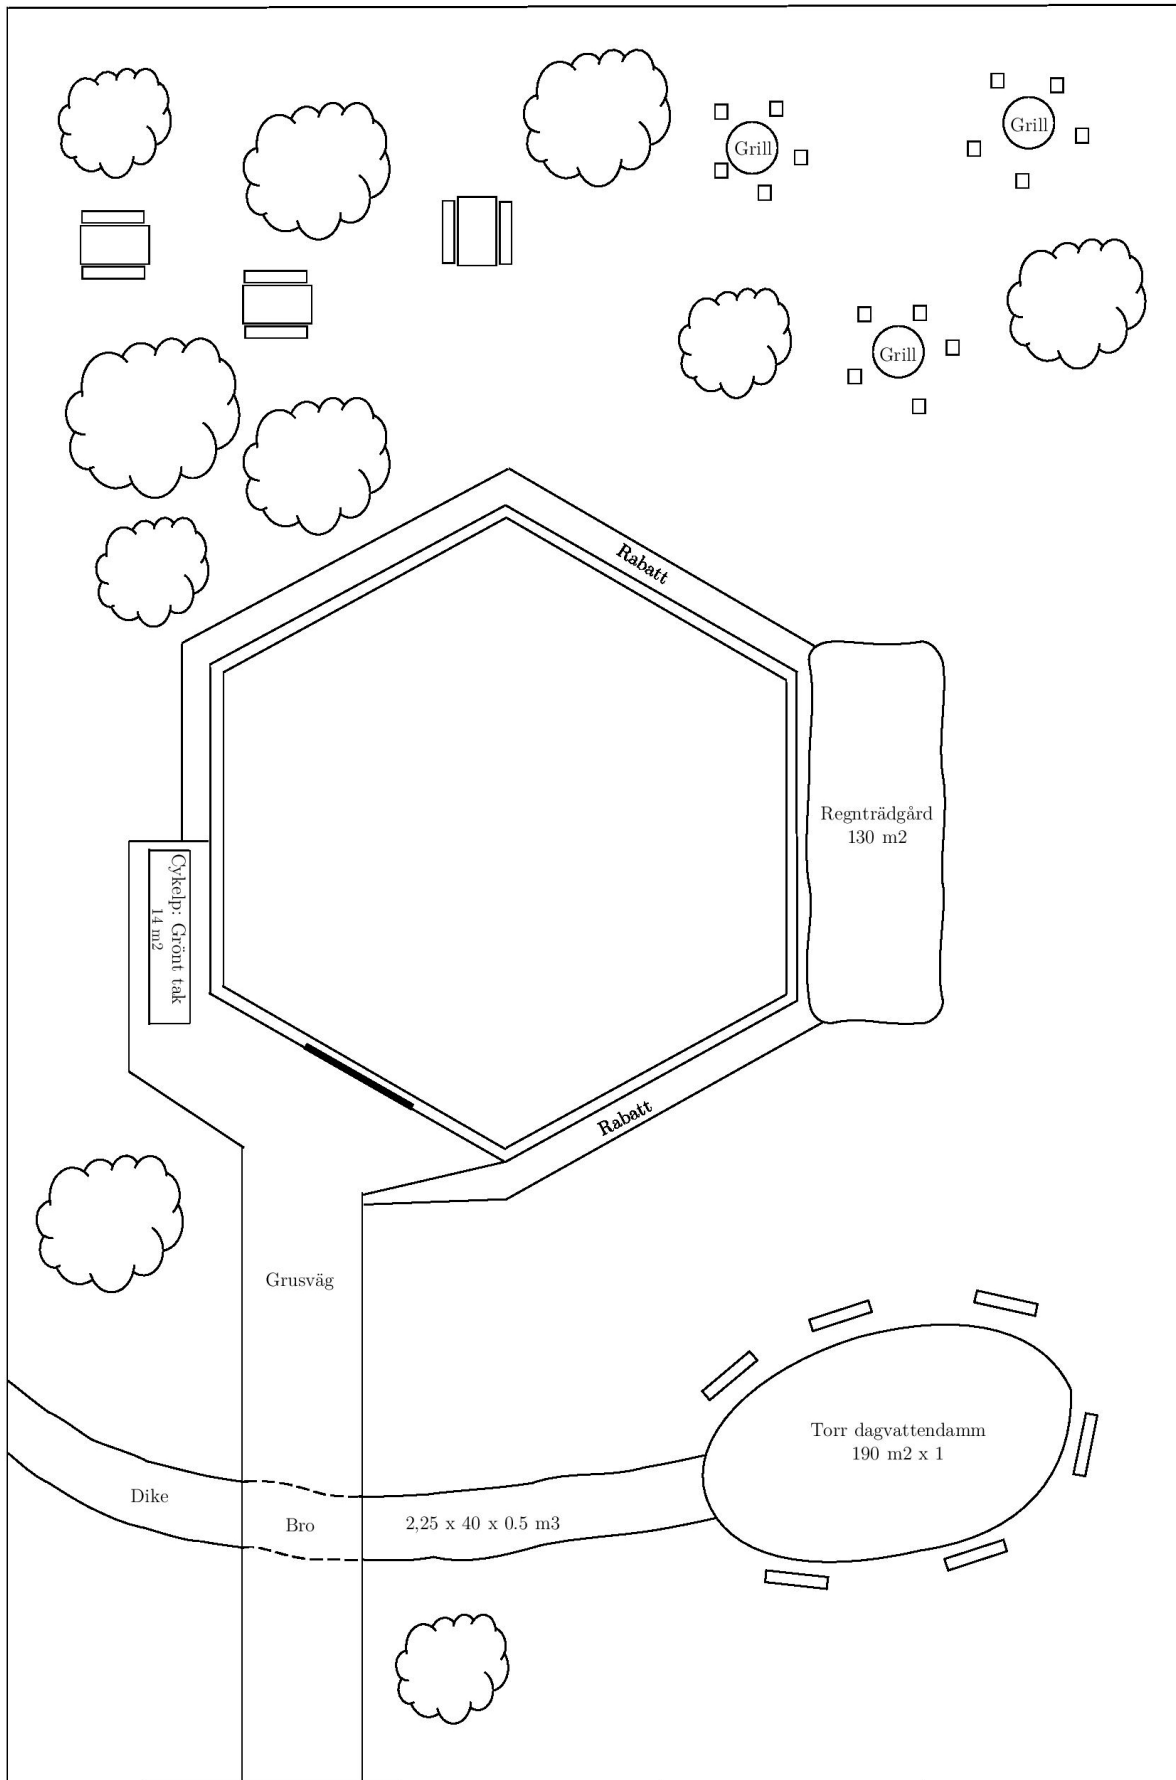 Grill
Grill
Grill
Rabatt
Regnträdgård
130 m2
Cykelp: Grönt tak
14 m2
Rabatt
Grusväg
Torr dagvattendamm
190 m2 x 1
Dike
Bro
2,25 x 40 x 0.5 m3